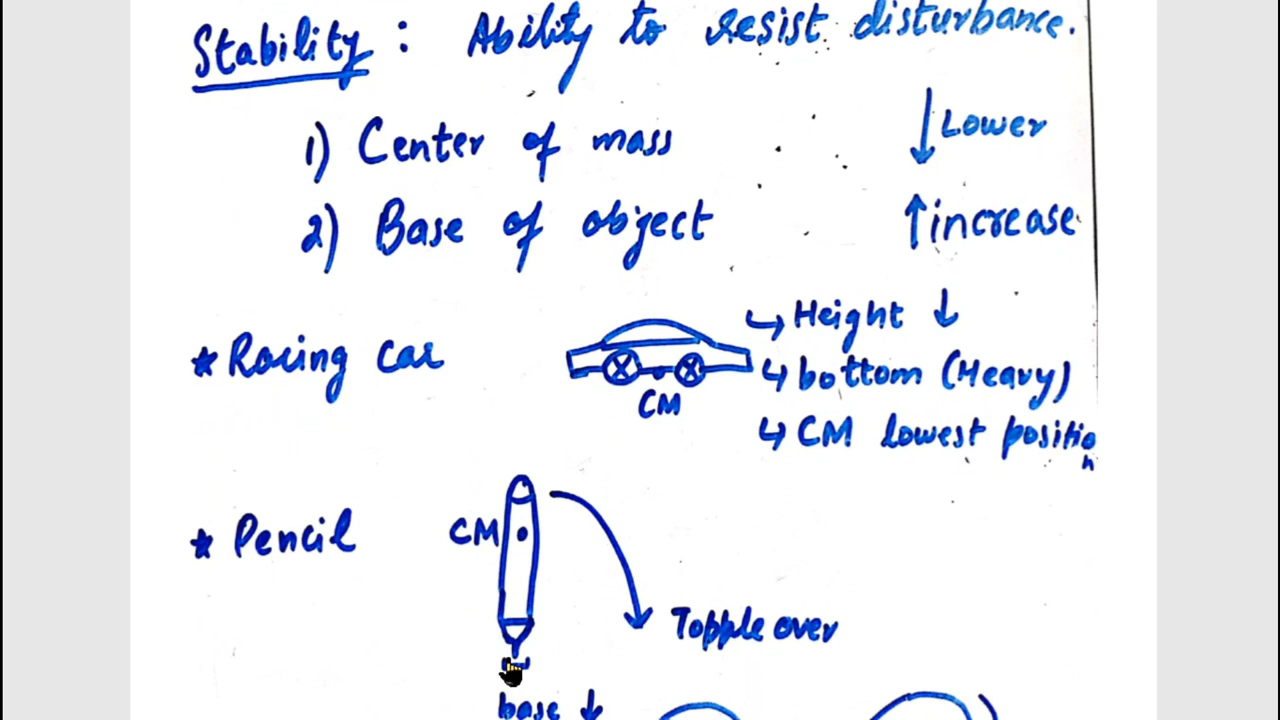 Stability : Ability to resist disturbance.
1) Center of mass ↓ Lower
2) Base of object ↑ increase
* Racing car ↳ Height ↓
↳ bottom (Heavy)
CM
↳ CM lowest position
* Pencil CM
Topple over
base ↓